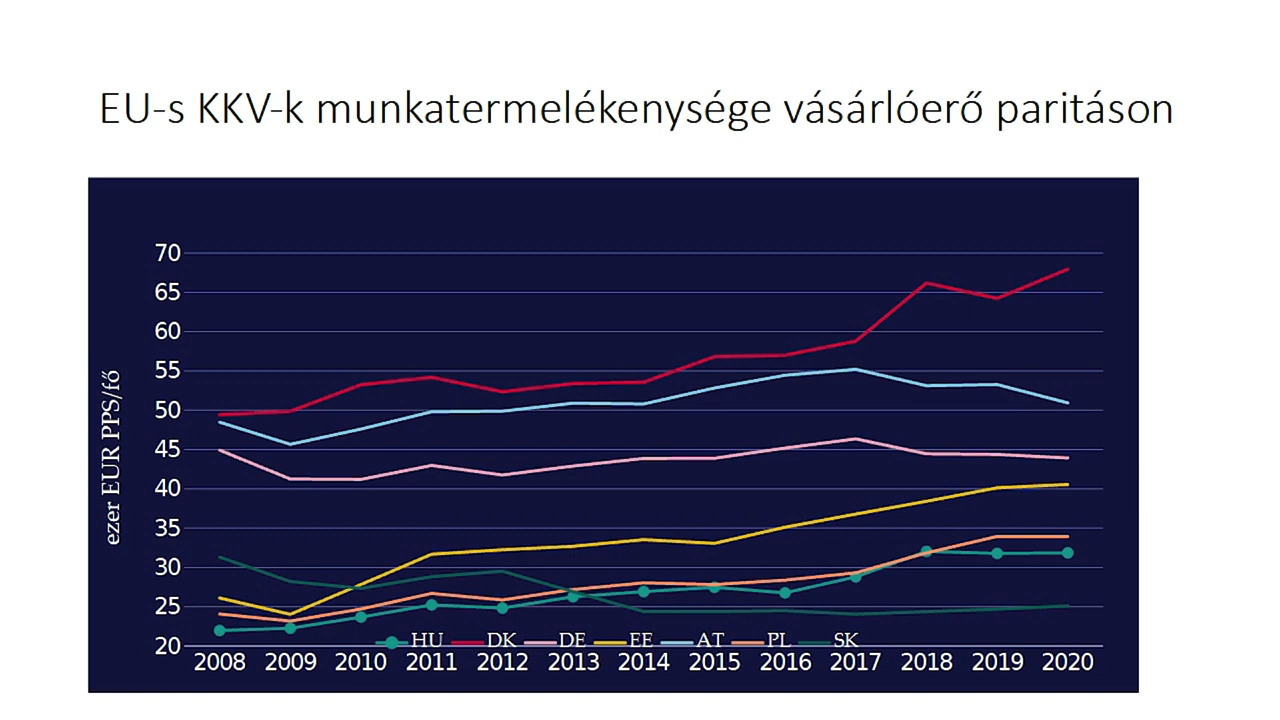 EU-s KKV-k munkatermelékenysége vásárlóerő paritáson
ezer EUR PPS/fő
70
65
60
55
50
45
40
35
30
25
20
HU DK DE EE AT PL SK
2008 2009 2010 2011 2012 2013 2014 2015 2016 2017 2018 2019 2020